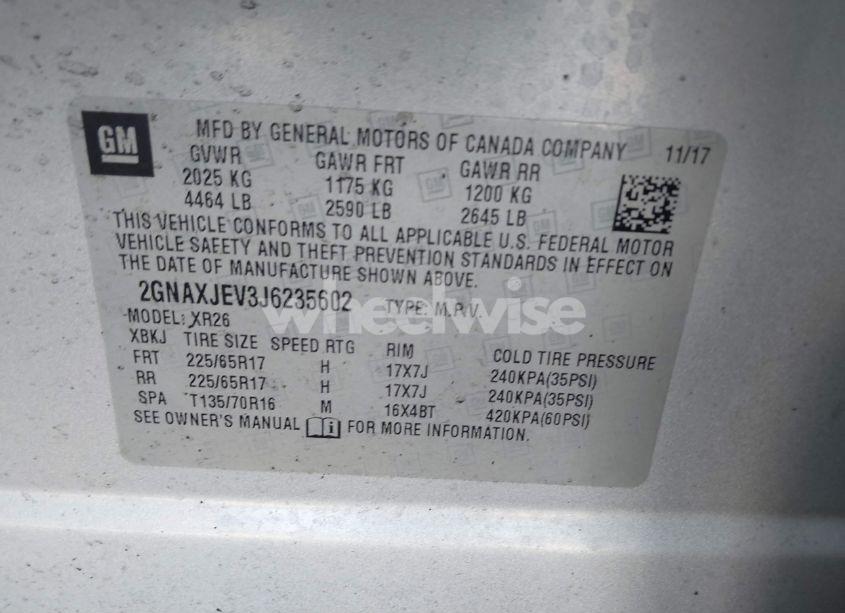 GM
MFD BY GENERAL MOTORS OF CANADA COMPANY 11/17
GVWR GAWR FRT GAWR RR
2025 KG 1175 KG 1200 KG
4464 LB 2590 LB 2645 LB
THIS VEHICLE CONFORMS TO ALL APPLICABLE U.S. FEDERAL MOTOR
VEHICLE SAFETY AND THEFT PREVENTION STANDARDS IN EFFECT ON
THE DATE OF MANUFACTURE SHOWN ABOVE.
2GNAXJEV3J6235602 TYPE: M.P.V.
wheelwise
MODEL: XR26
XBKJ TIRE SIZE SPEED RTG RIM COLD TIRE PRESSURE
FRT 225/65R17 H 17X7J 240KPA(35PSI)
RR 225/65R17 H 17X7J 240KPA(35PSI)
SPA T135/70R16 M 16X4BT 420KPA(60PSI)
SEE OWNER'S MANUAL i FOR MORE INFORMATION.